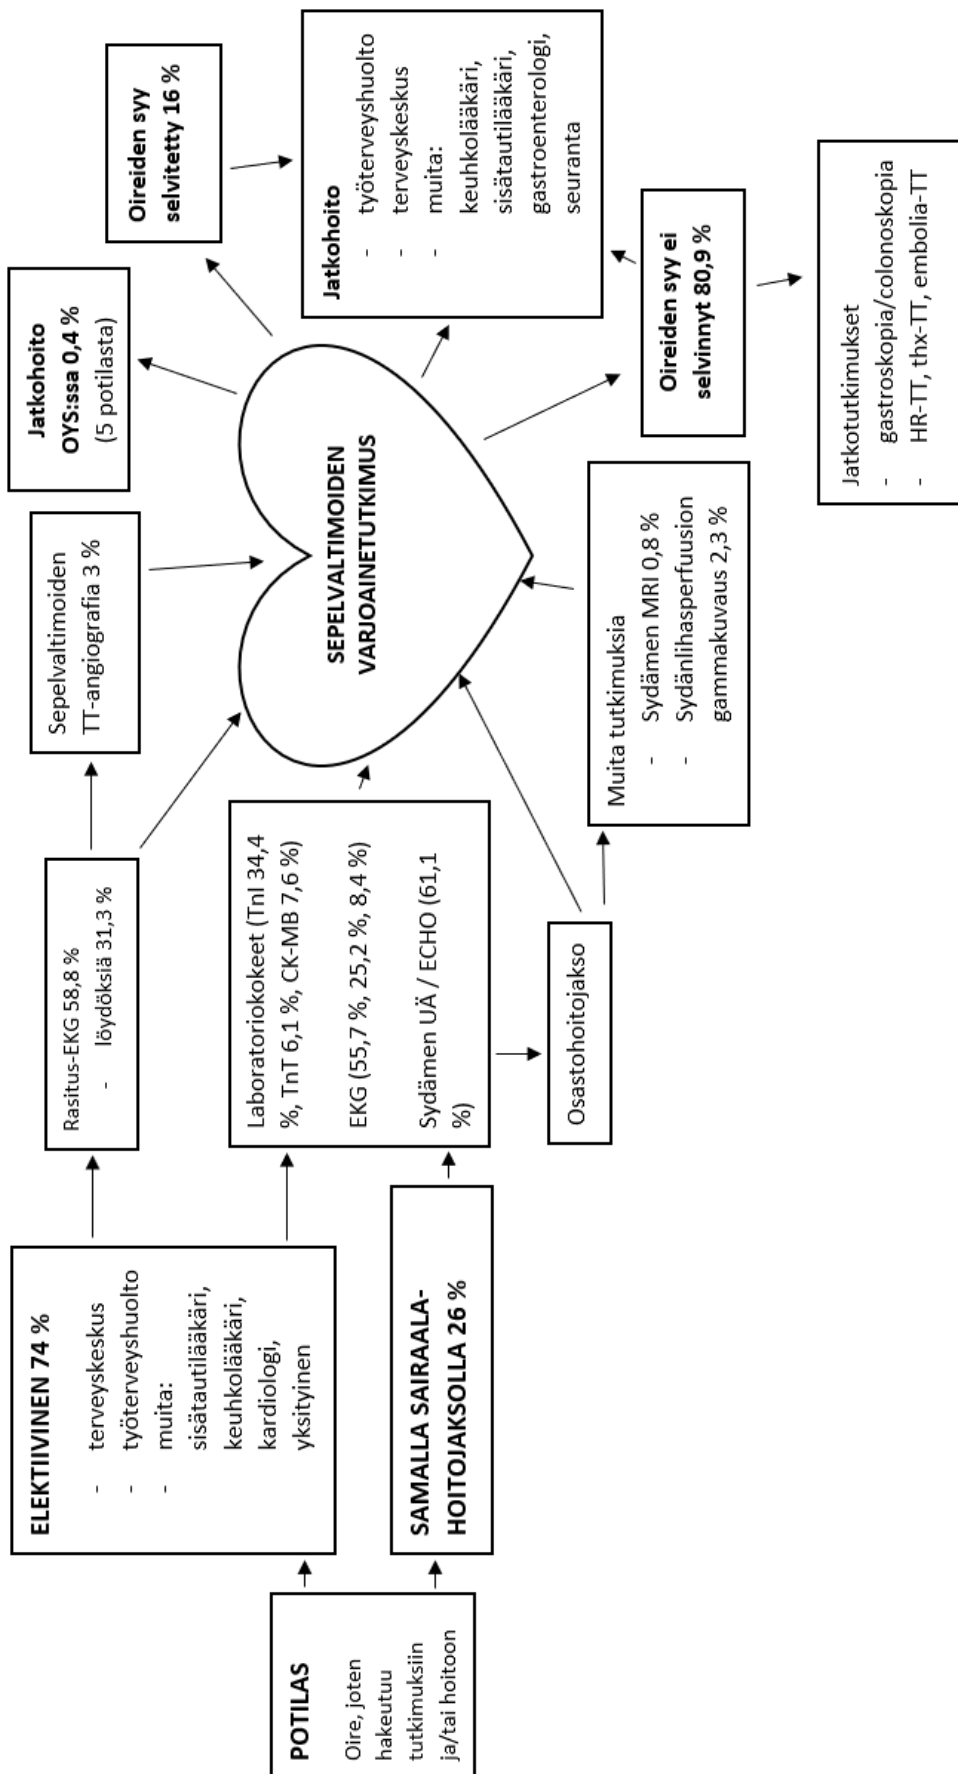 POTILAS
Oire, joten
hakeutuu
tutkimuksiin
ja/tai hoitoon
ELEKTIIVINEN 74 %
- terveyskeskus
- työterveyshuolto
- muita:
sisätautilääkäri,
keuhkolääkäri,
kardiologi,
yksityinen
SAMALLA SAIRAALA-
HOITOJAKSOLLA 26 %
Rasitus-EKG 58,8 %
- löydöksiä 31,3 %
Laboratoriokokeet (TnI 34,4
%, TnT 6,1 %, CK-MB 7,6 %)
EKG (55,7 %, 25,2 %, 8,4 %)
Sydämen UÄ / ECHO (61,1
%)
Osastohoitojakso
Sepelvaltimoiden
TT-angiografia 3 %
SEPELVALTIMOIDEN
VARJOAINETUTKIMUS
Muita tutkimuksia
- Sydämen MRI 0,8 %
- Sydänlihasperfuusion
gammakuvaus 2,3 %
Jatkohoito
OYS:ssa 0,4 %
(5 potilasta)
Oireiden syy
selvitetty 16 %
Jatkohoito
- työterveyshuolto
- terveyskeskus
- muita:
keuhkolääkäri,
sisätautilääkäri,
gastroenterologi,
seuranta
Oireiden syy ei
selvinnyt 80,9 %
Jatkotutkimukset
- gastroskopia/colonoskopia
- HR-TT, thx-TT, embolia-TT